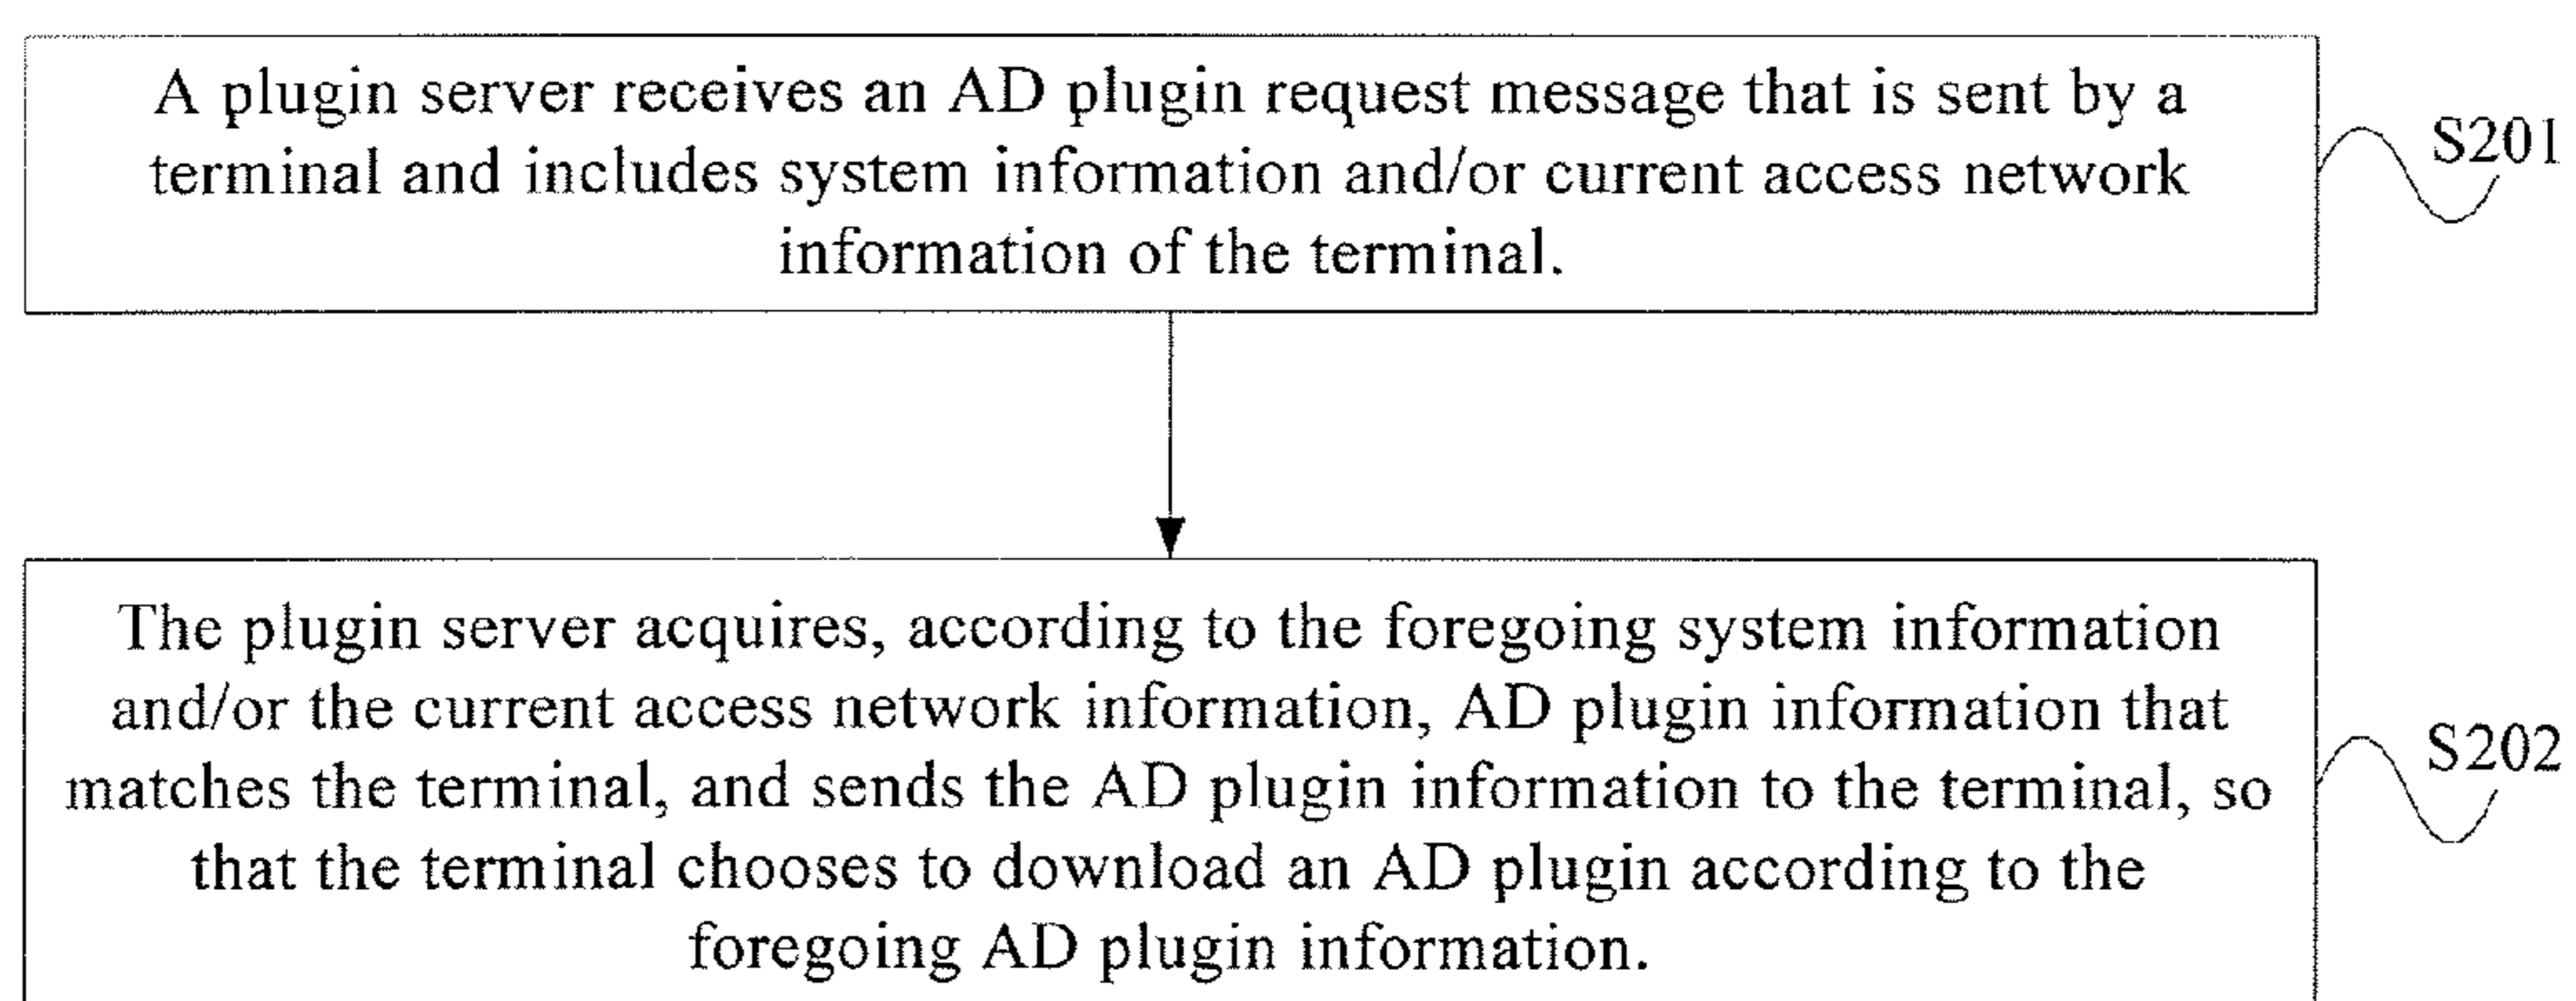 A plugin server receives an AD plugin request message that is sent by a
terminal and includes system information and/or current access network
information of the terminal.
S201
The plugin server acquires, according to the foregoing system information
and/or the current access network information, AD plugin information that
matches the terminal, and sends the AD plugin information to the terminal, so
that the terminal chooses to download an AD plugin according to the
foregoing AD plugin information.
S202